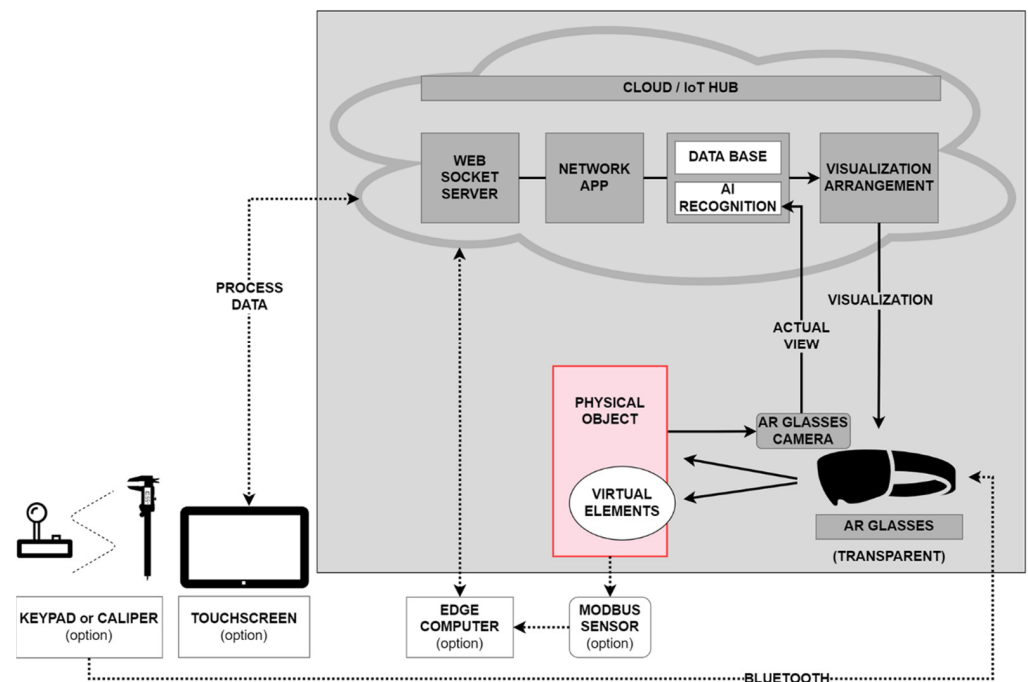 CLOUD / IoT HUB
WEB
SOCKET
SERVER
NETWORK
APP
DATA BASE
AI
RECOGNITION
VISUALIZATION
ARRANGEMENT
PROCESS
DATA
VISUALIZATION
ACTUAL
VIEW
PHYSICAL
OBJECT
AR GLASSES
CAMERA
VIRTUAL
ELEMENTS
AR GLASSES
(TRANSPARENT)
KEYPAD or CALIPER
(option)
TOUCHSCREEN
(option)
EDGE
COMPUTER
(option)
MODBUS
SENSOR
(option)
BLUETOOTH